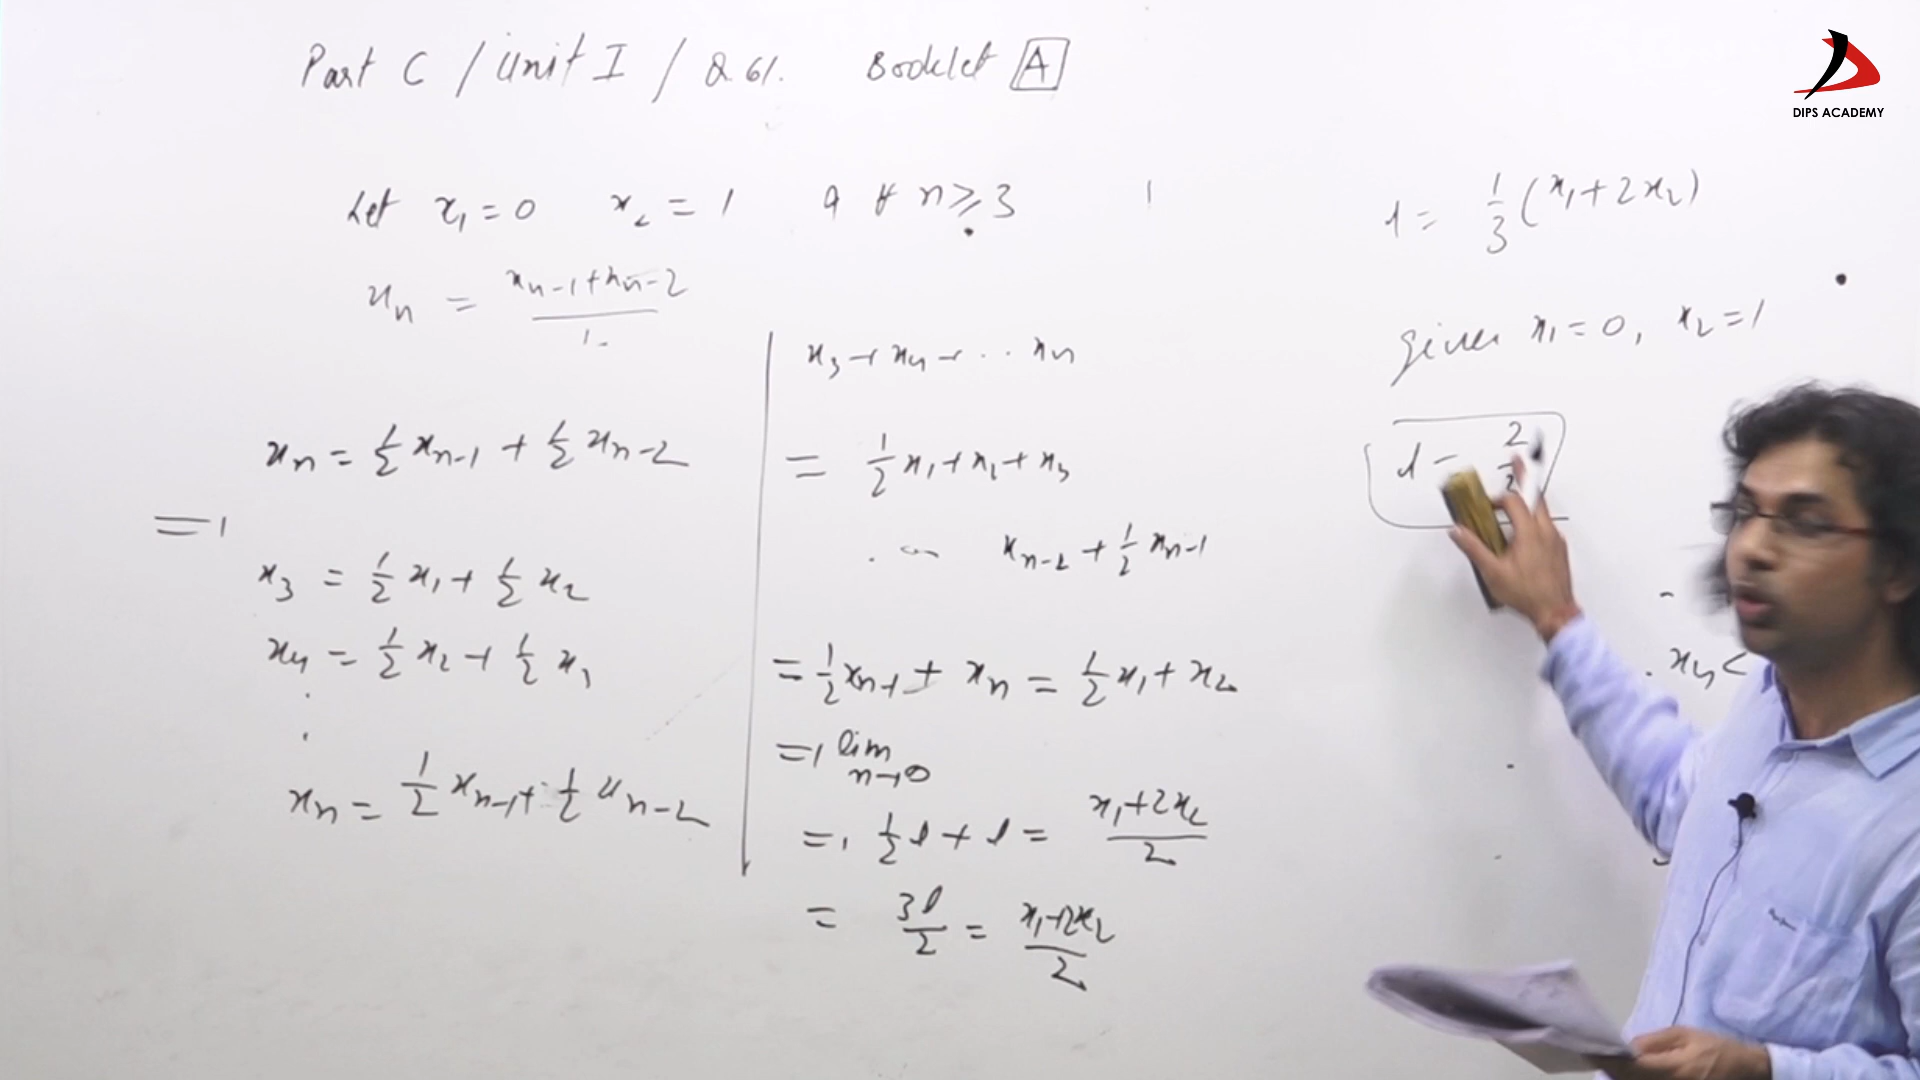 Part C / Unit I / Q.61. Booklet A
DIPS ACADEMY
Let x₁ = 0 x₂ = 1 & ∀ n ≥ 3
xₙ = (xₙ₋₁ + xₙ₋₂)/
xₙ = ½ xₙ₋₁ + ½ xₙ₋₂
⇒
x₃ = ½ x₁ + ½ x₂
x₄ = ½ x₂ + ½ x₃
xₙ = ½ xₙ₋₁ + ½ xₙ₋₂
x₃ + x₄ + ... xₙ
= ½ x₁ + x₂ + x₃
... xₙ₋₂ + ½ xₙ₋₁
= ½ xₙ₋₁ + xₙ = ½ x₁ + x₂
⇒ lim n→∞
⇒ ½ l + l = (x₁ + 2x₂)/2
= 3l/2 = (x₁ + 2x₂)/2
l = ⅓ (x₁ + 2x₂)
given x₁ = 0, x₂ = 1
l = 2
x₄ <